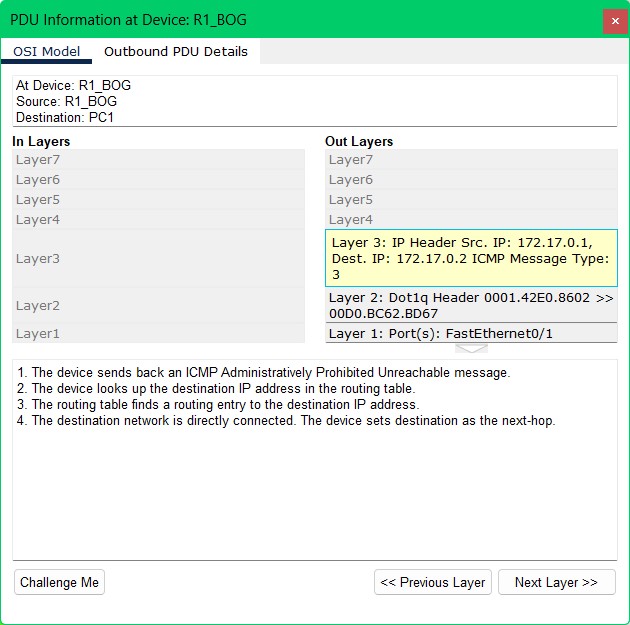 PDU Information at Device: R1_BOG
×
OSI Model
Outbound PDU Details
At Device: R1_BOG
Source: R1_BOG
Destination: PC1
In Layers
Layer7
Layer6
Layer5
Layer4
Layer3
Layer2
Layer1
Out Layers
Layer7
Layer6
Layer5
Layer4
Layer 3: IP Header Src. IP: 172.17.0.1,
Dest. IP: 172.17.0.2 ICMP Message Type:
3
Layer 2: Dot1q Header 0001.42E0.8602 >>
00D0.BC62.BD67
Layer 1: Port(s): FastEthernet0/1
1. The device sends back an ICMP Administratively Prohibited Unreachable message.
2. The device looks up the destination IP address in the routing table.
3. The routing table finds a routing entry to the destination IP address.
4. The destination network is directly connected. The device sets destination as the next-hop.
Challenge Me
<< Previous Layer
Next Layer >>